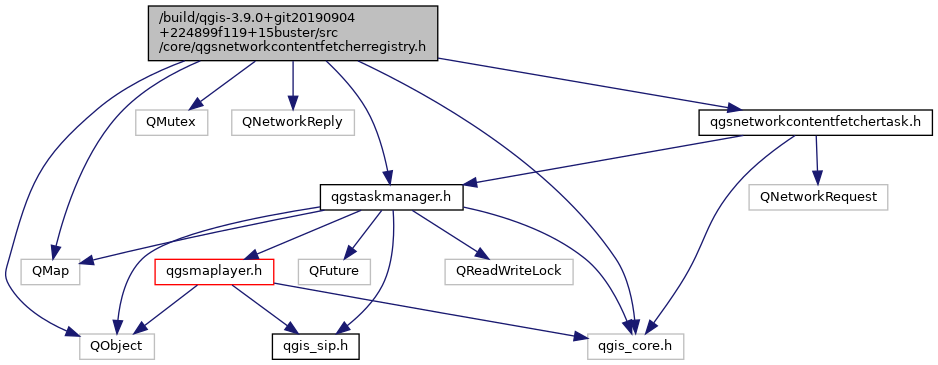 /build/qgis-3.9.0+git20190904
+224899f119+15buster/src
/core/qgsnetworkcontentfetcherregistry.h
QMutex
QNetworkReply
qgsnetworkcontentfetchertask.h
qgstaskmanager.h
QNetworkRequest
QMap
qgsmaplayer.h
QFuture
QReadWriteLock
QObject
qgis_sip.h
qgis_core.h